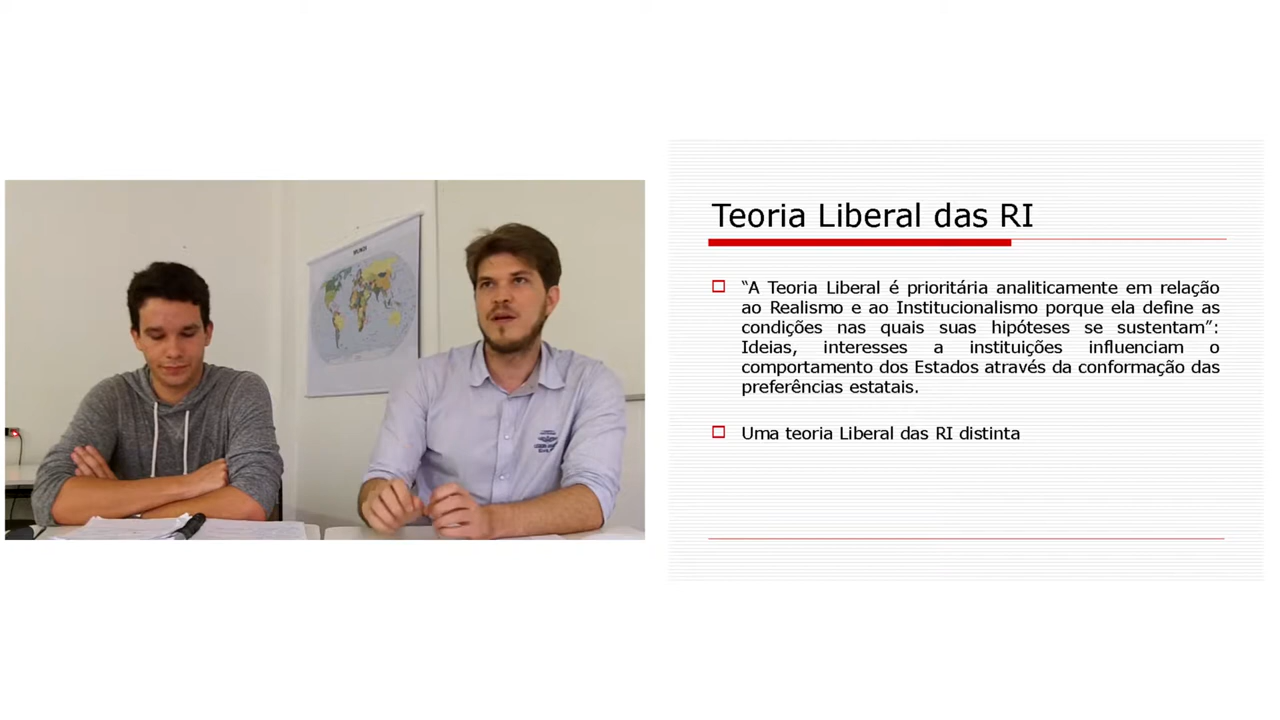 MUNDI
Teoria Liberal das RI
“A Teoria Liberal é prioritária analiticamente em relação
ao Realismo e ao Institucionalismo porque ela define as
condições nas quais suas hipóteses se sustentam”:
Ideias, interesses a instituições influenciam o
comportamento dos Estados através da conformação das
preferências estatais.
Uma teoria Liberal das RI distinta